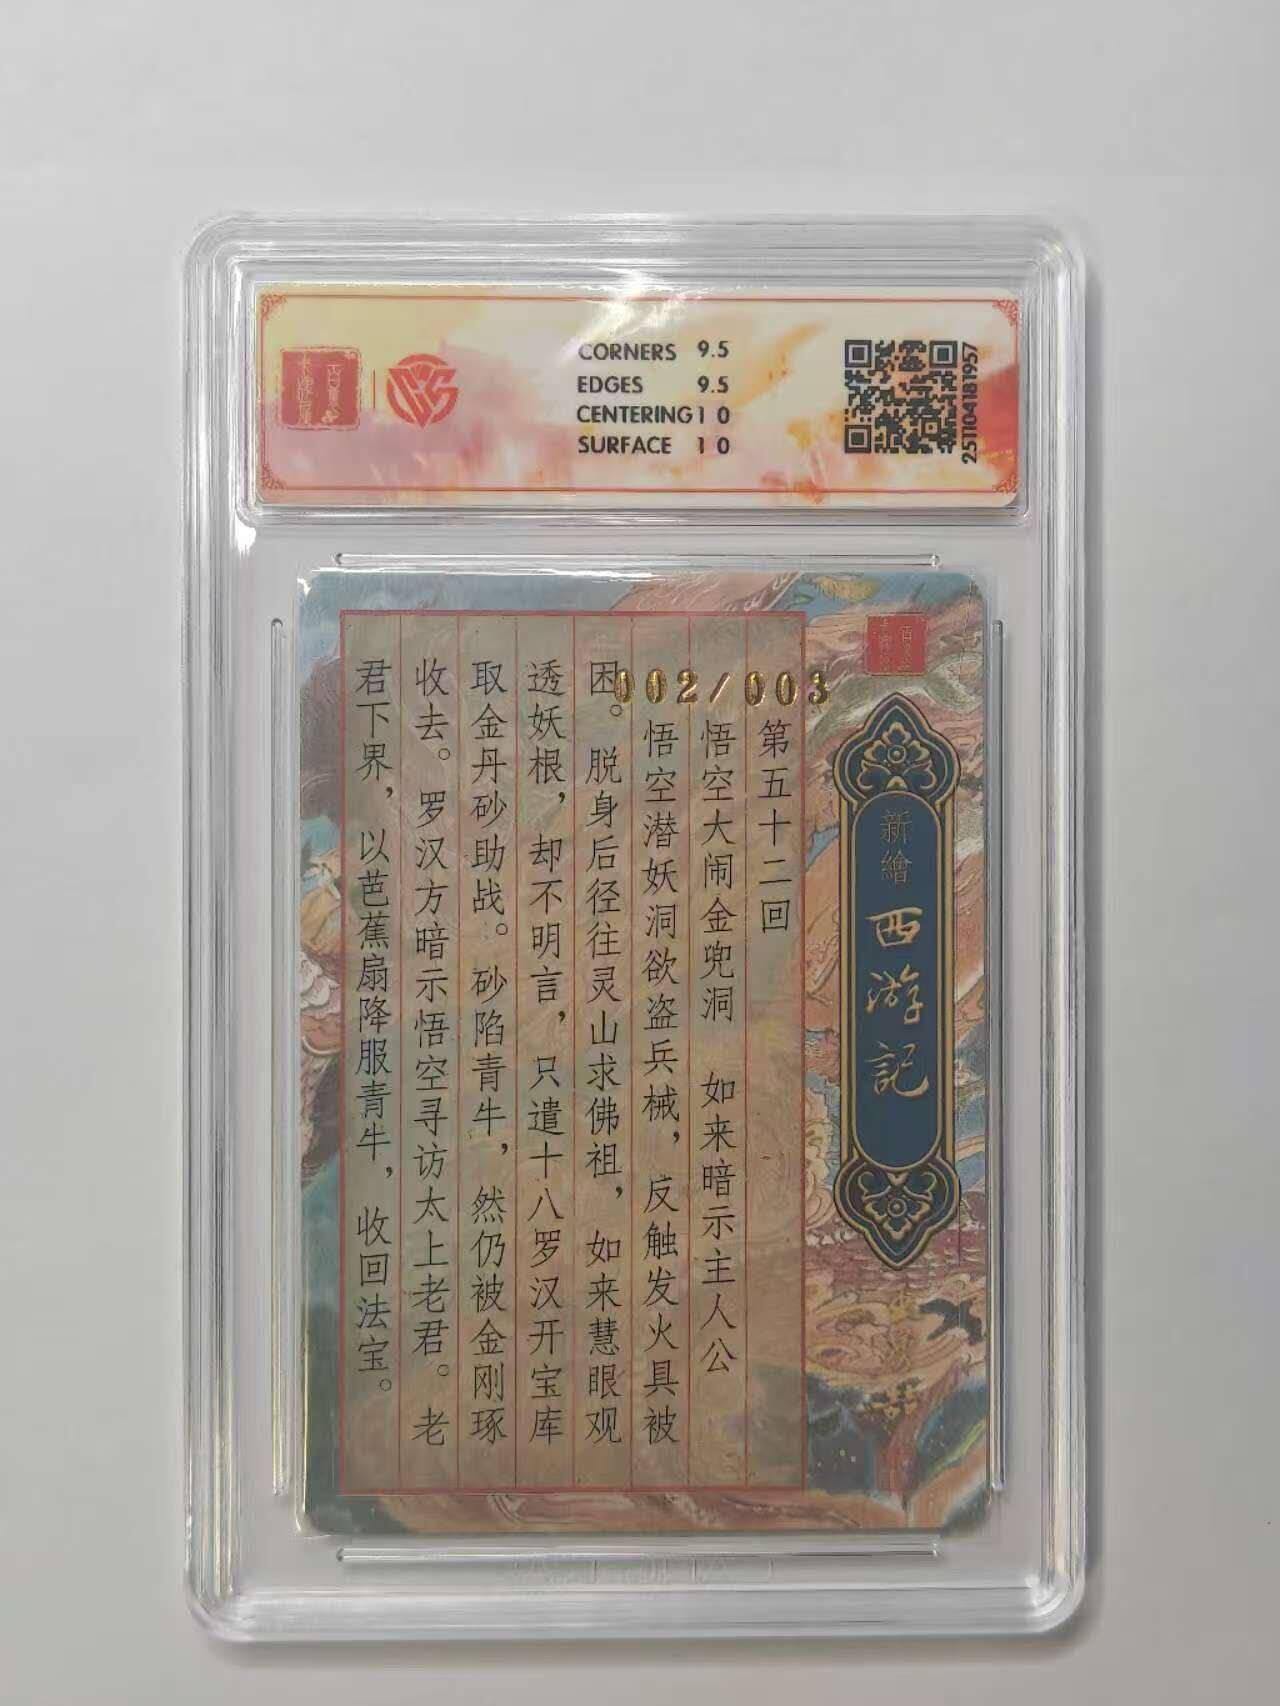 CORNERS 9.5
EDGES 9.5
CENTERING 10
SURFACE 10
251104181957
002/003
新繪
西游記
第五十二回
悟空大闹金兜洞 如来暗示主人公
悟空潜妖洞欲盗兵械，反触发火具被
困。脱身后径往灵山求佛祖，如来慧眼观
透妖根，却不明言，只遣十八罗汉开宝库
取金丹砂助战。砂陷青牛，然仍被金刚琢
收去。罗汉方暗示悟空寻访太上老君。老
君下界，以芭蕉扇降服青牛，收回法宝。